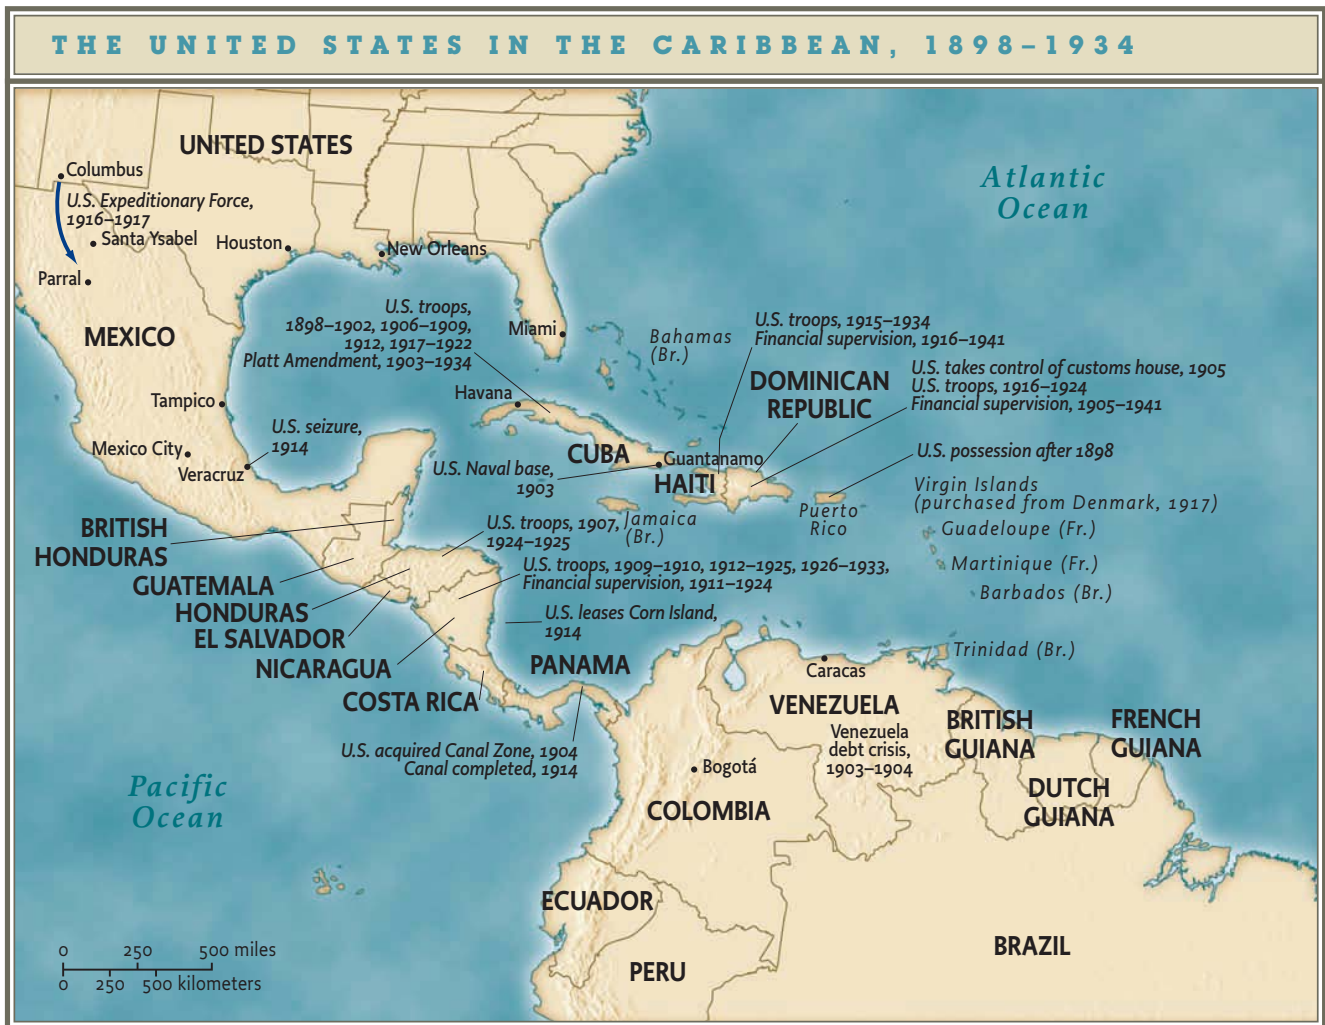 THE UNITED STATES IN THE CARIBBEAN, 1898–1934
UNITED STATES
Columbus
U.S. Expeditionary Force,
1916–1917
Santa Ysabel
Houston
New Orleans
Parral
MEXICO
Atlantic
Ocean
U.S. troops,
1898–1902, 1906–1909,
1912, 1917–1922
Platt Amendment, 1903–1934
Miami
Bahamas
(Br.)
U.S. troops, 1915–1934
Financial supervision, 1916–1941
U.S. takes control of customs house, 1905
U.S. troops, 1916–1924
Financial supervision, 1905–1941
DOMINICAN
REPUBLIC
Havana
Tampico
U.S. seizure,
1914
Mexico City
Veracruz
CUBA
Guantanamo
U.S. Naval base,
1903
HAITI
U.S. possession after 1898
Virgin Islands
(purchased from Denmark, 1917)
Puerto
Rico
Guadeloupe (Fr.)
Martinique (Fr.)
Barbados (Br.)
Jamaica
(Br.)
BRITISH
HONDURAS
U.S. troops, 1907,
1924–1925
GUATEMALA
U.S. troops, 1909–1910, 1912–1925, 1926–1933,
Financial supervision, 1911–1924
HONDURAS
EL SALVADOR
U.S. leases Corn Island,
1914
NICARAGUA
PANAMA
Trinidad (Br.)
Caracas
COSTA RICA
VENEZUELA
Venezuela
debt crisis,
1903–1904
BRITISH
GUIANA
FRENCH
GUIANA
U.S. acquired Canal Zone, 1904
Canal completed, 1914
Bogotá
DUTCH
GUIANA
Pacific
Ocean
COLOMBIA
ECUADOR
BRAZIL
PERU
0 250 500 miles
0 250 500 kilometers